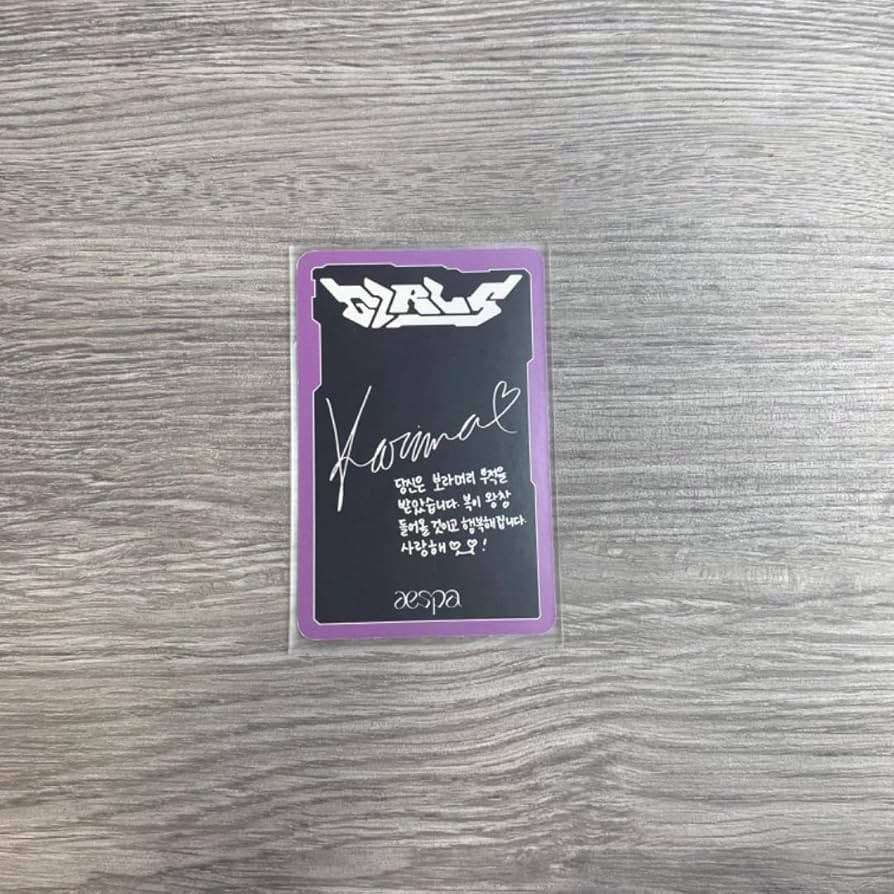 GIRLS
Karina
당신은 보라머리 부적을
받았습니다. 복이 왕창
들어올 것이고 행복해집니다.
사랑해♡♡!
aespa